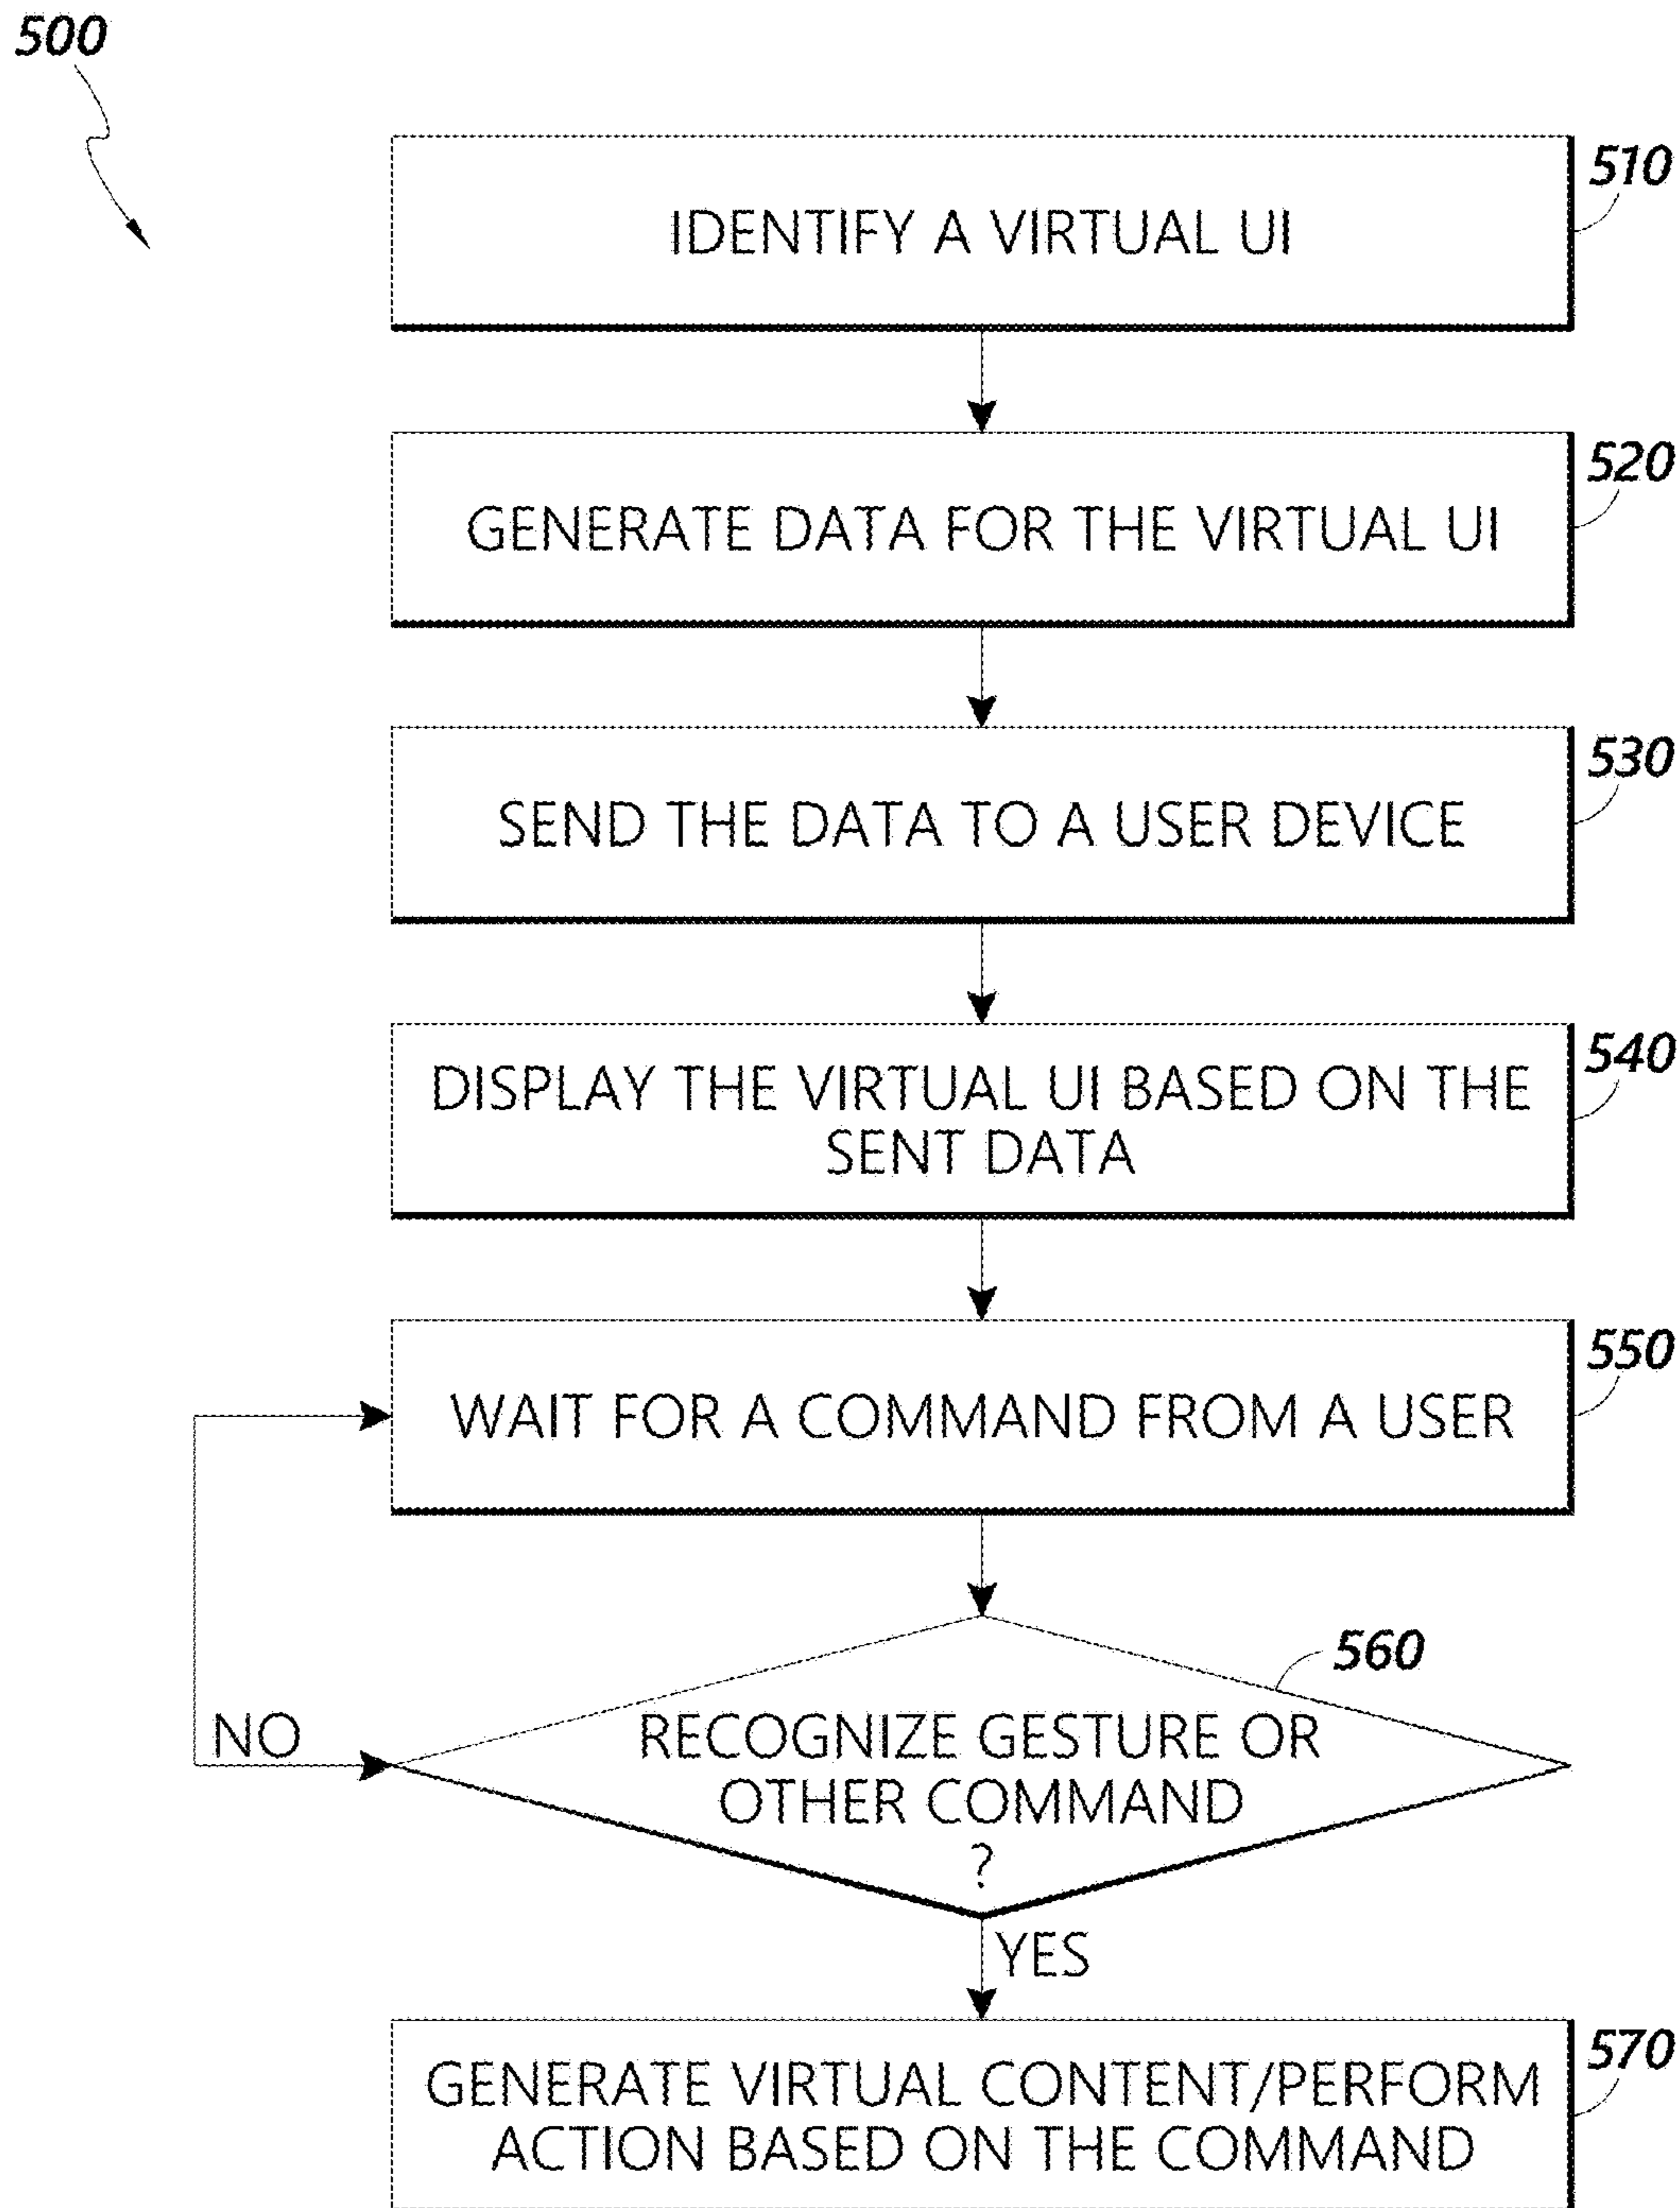 500
IDENTIFY A VIRTUAL UI
510
GENERATE DATA FOR THE VIRTUAL UI
520
SEND THE DATA TO A USER DEVICE
530
DISPLAY THE VIRTUAL UI BASED ON THE
SENT DATA
540
WAIT FOR A COMMAND FROM A USER
550
560
RECOGNIZE GESTURE OR
OTHER COMMAND
?
NO
YES
GENERATE VIRTUAL CONTENT/PERFORM
ACTION BASED ON THE COMMAND
570